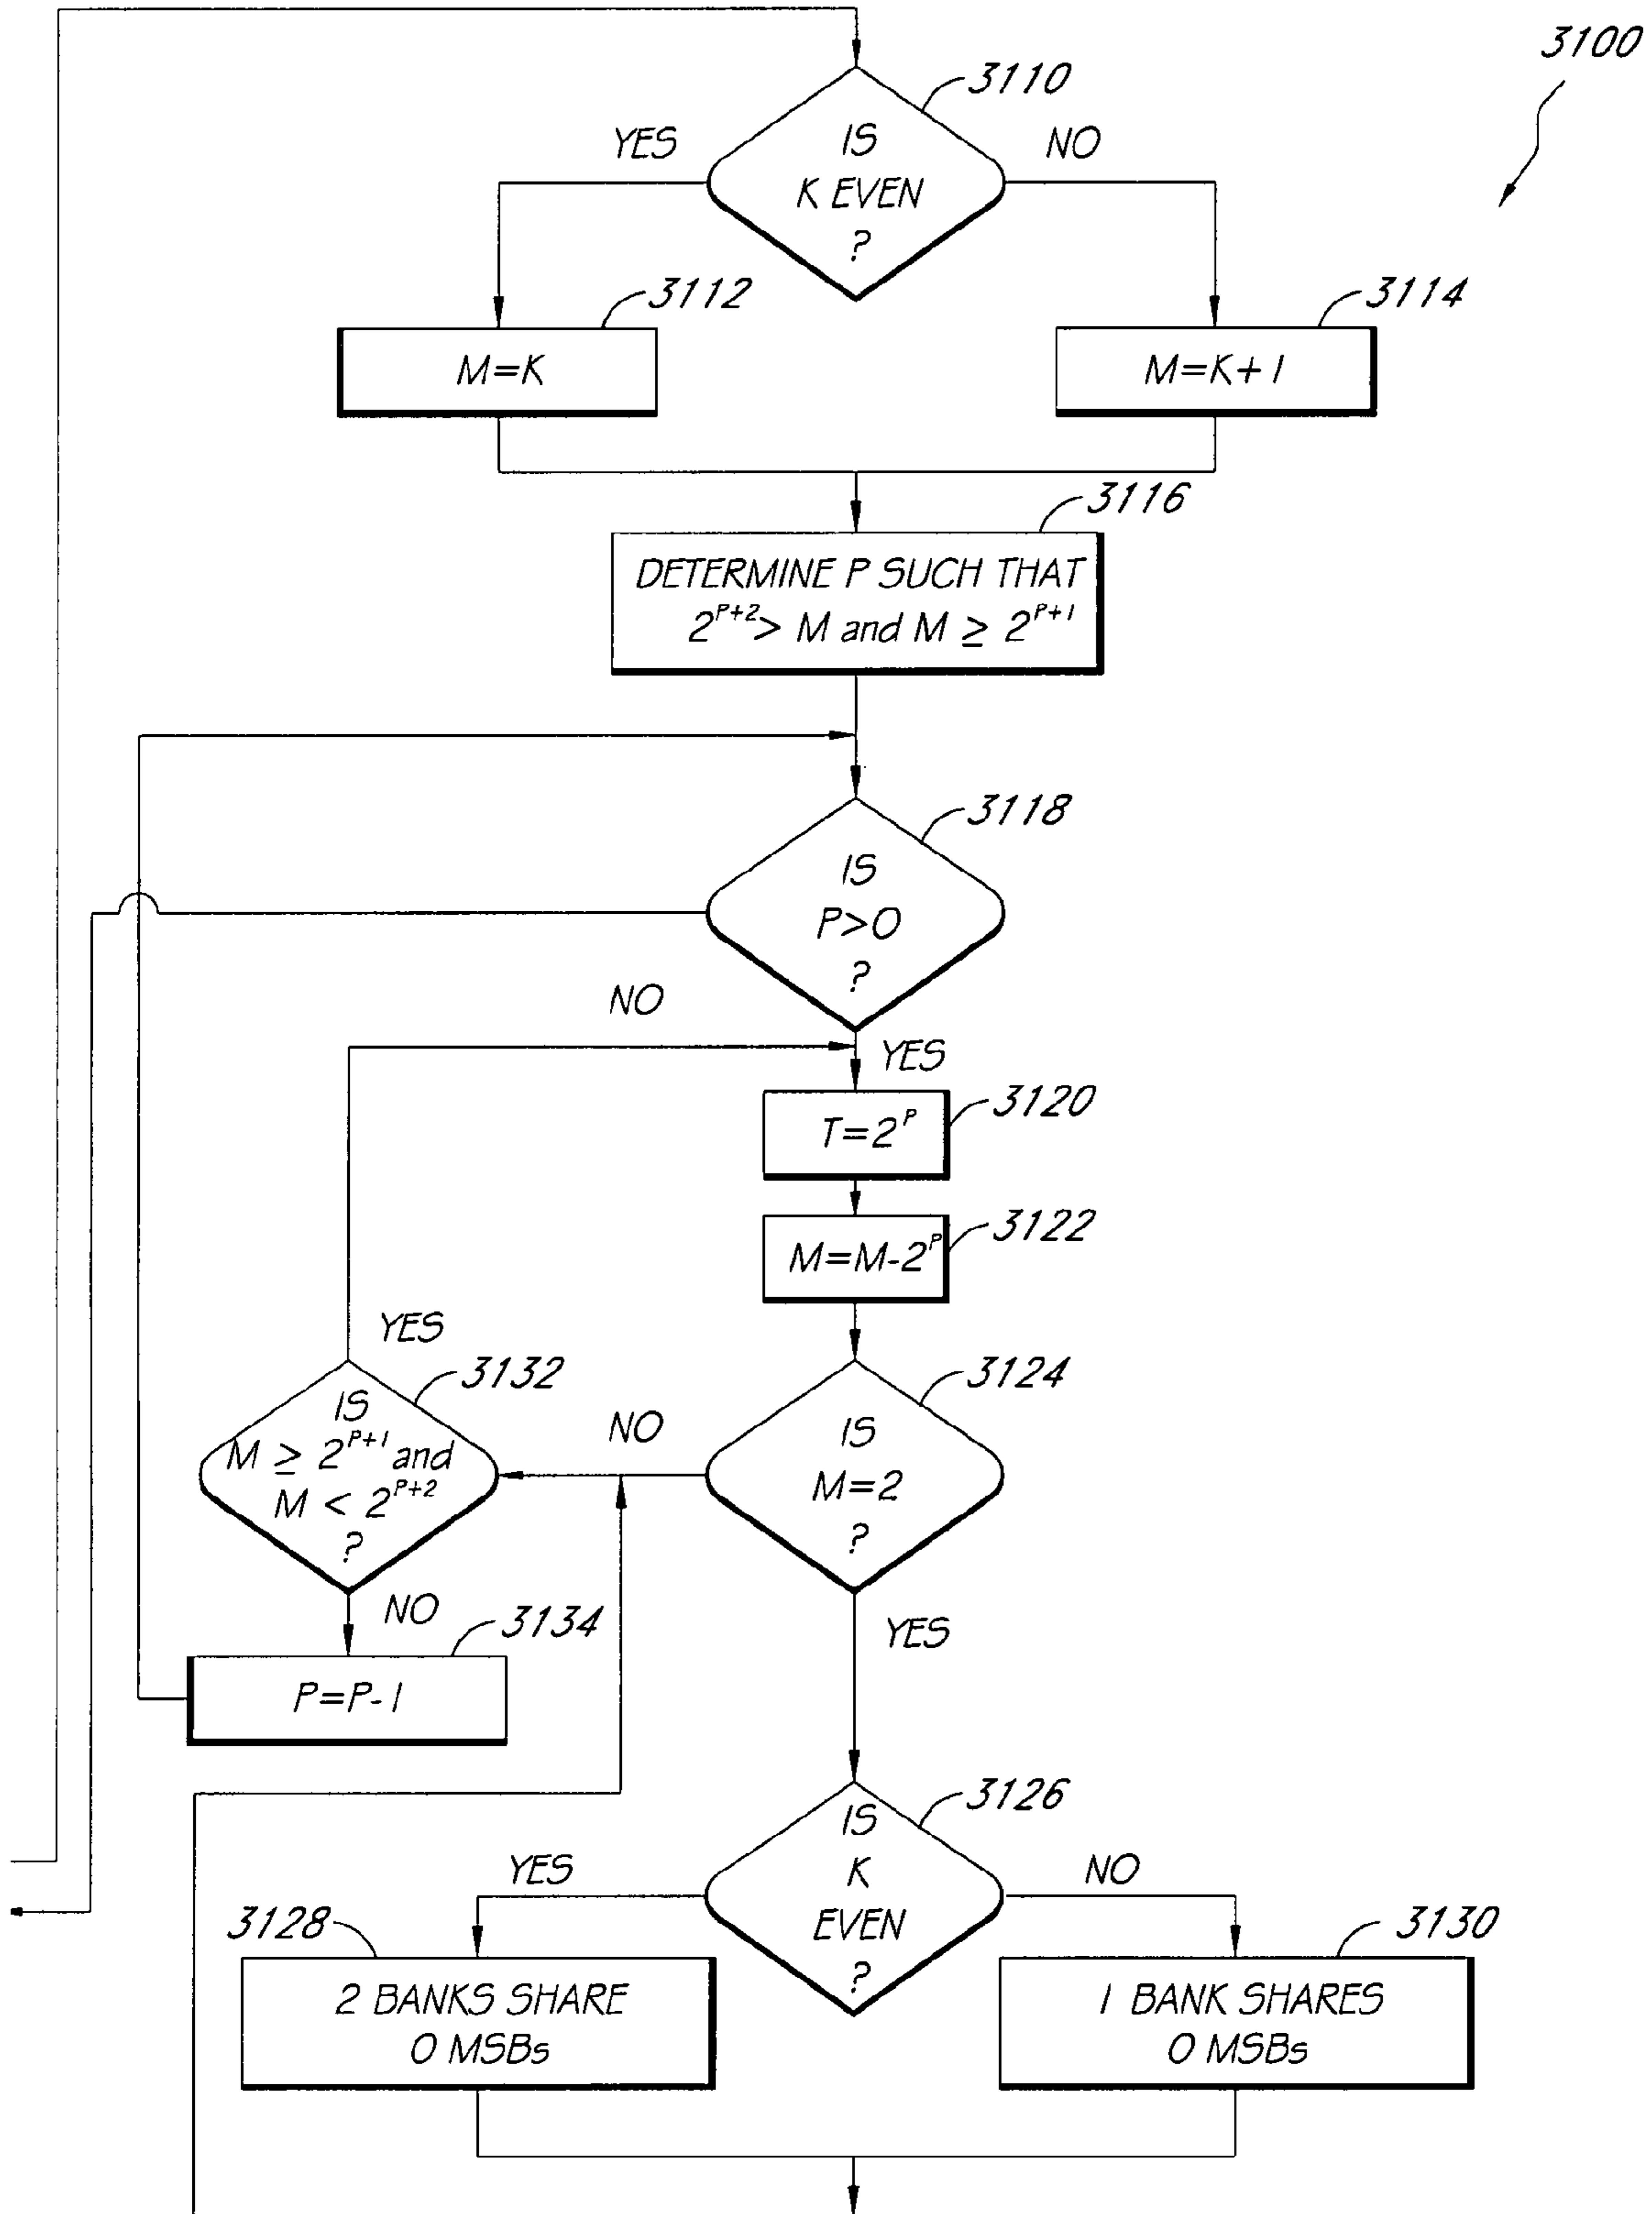 3100
3110
IS
K EVEN
?
YES
NO
3112
M=K
3114
M=K+1
3116
DETERMINE P SUCH THAT
2^{P+2}> M and M ≥ 2^{P+1}
3118
IS
P>0
?
NO
YES
3120
T=2^P
3122
M=M-2^P
3124
IS
M=2
?
NO
YES
3132
IS
M ≥ 2^{P+1} and
M < 2^{P+2}
?
YES
NO
3134
P=P-1
3126
IS
K
EVEN
?
YES
NO
3128
2 BANKS SHARE
0 MSBs
3130
1 BANK SHARES
0 MSBs